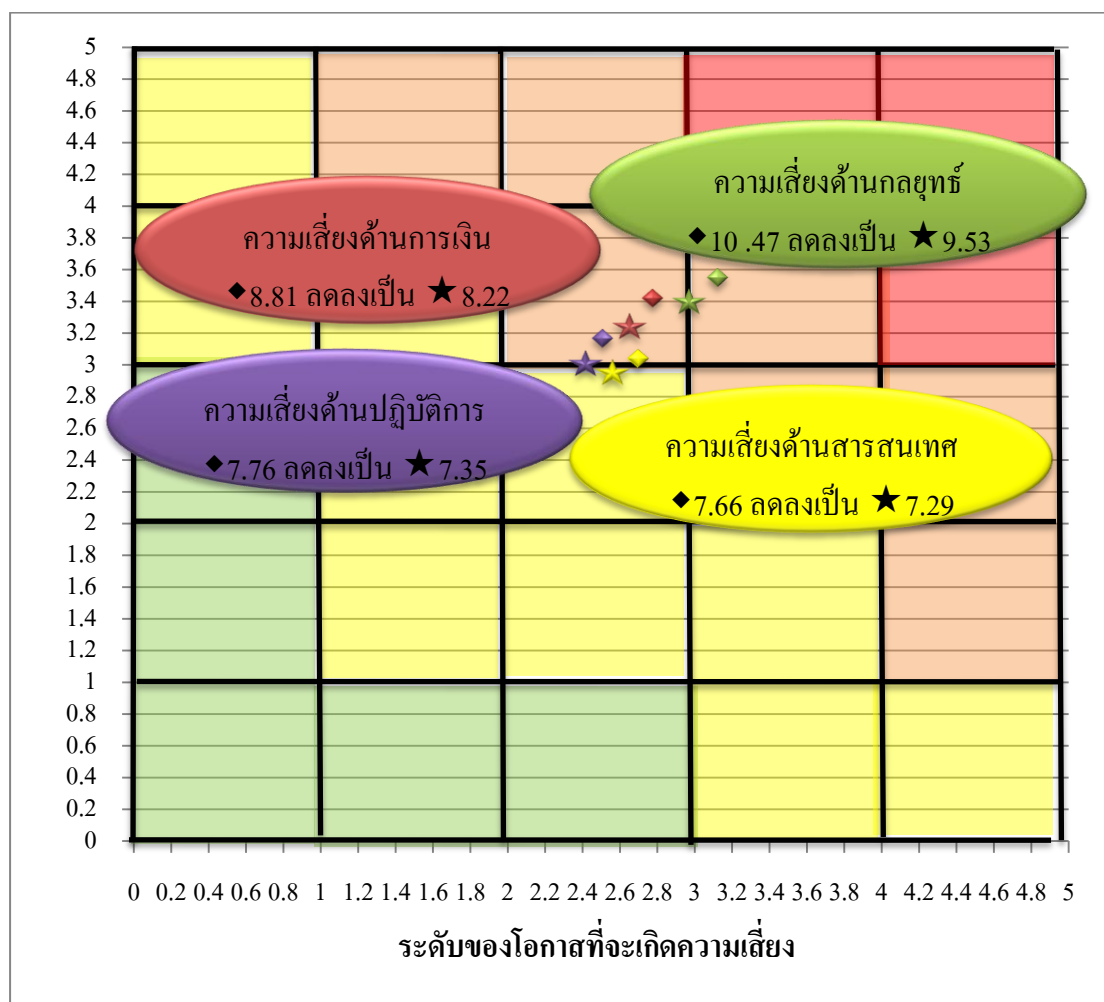 5
4.8
4.6
4.4
4.2
4
3.8
3.6
3.4
3.2
3
2.8
2.6
2.4
2.2
2
1.8
1.6
1.4
1.2
1
0.8
0.6
0.4
0.2
0
ความเสี่ยงด้านกลยุทธ์
◆10 .47 ลดลงเป็น ★9.53
ความเสี่ยงด้านการเงิน
◆8.81 ลดลงเป็น ★8.22
ความเสี่ยงด้านปฏิบัติการ
◆7.76 ลดลงเป็น ★7.35
ความเสี่ยงด้านสารสนเทศ
◆7.66 ลดลงเป็น ★7.29
0 0.2 0.4 0.6 0.8 1 1.2 1.4 1.6 1.8 2 2.2 2.4 2.6 2.8 3 3.2 3.4 3.6 3.8 4 4.2 4.4 4.6 4.8 5
ระดับของโอกาสที่จะเกิดความเสี่ยง